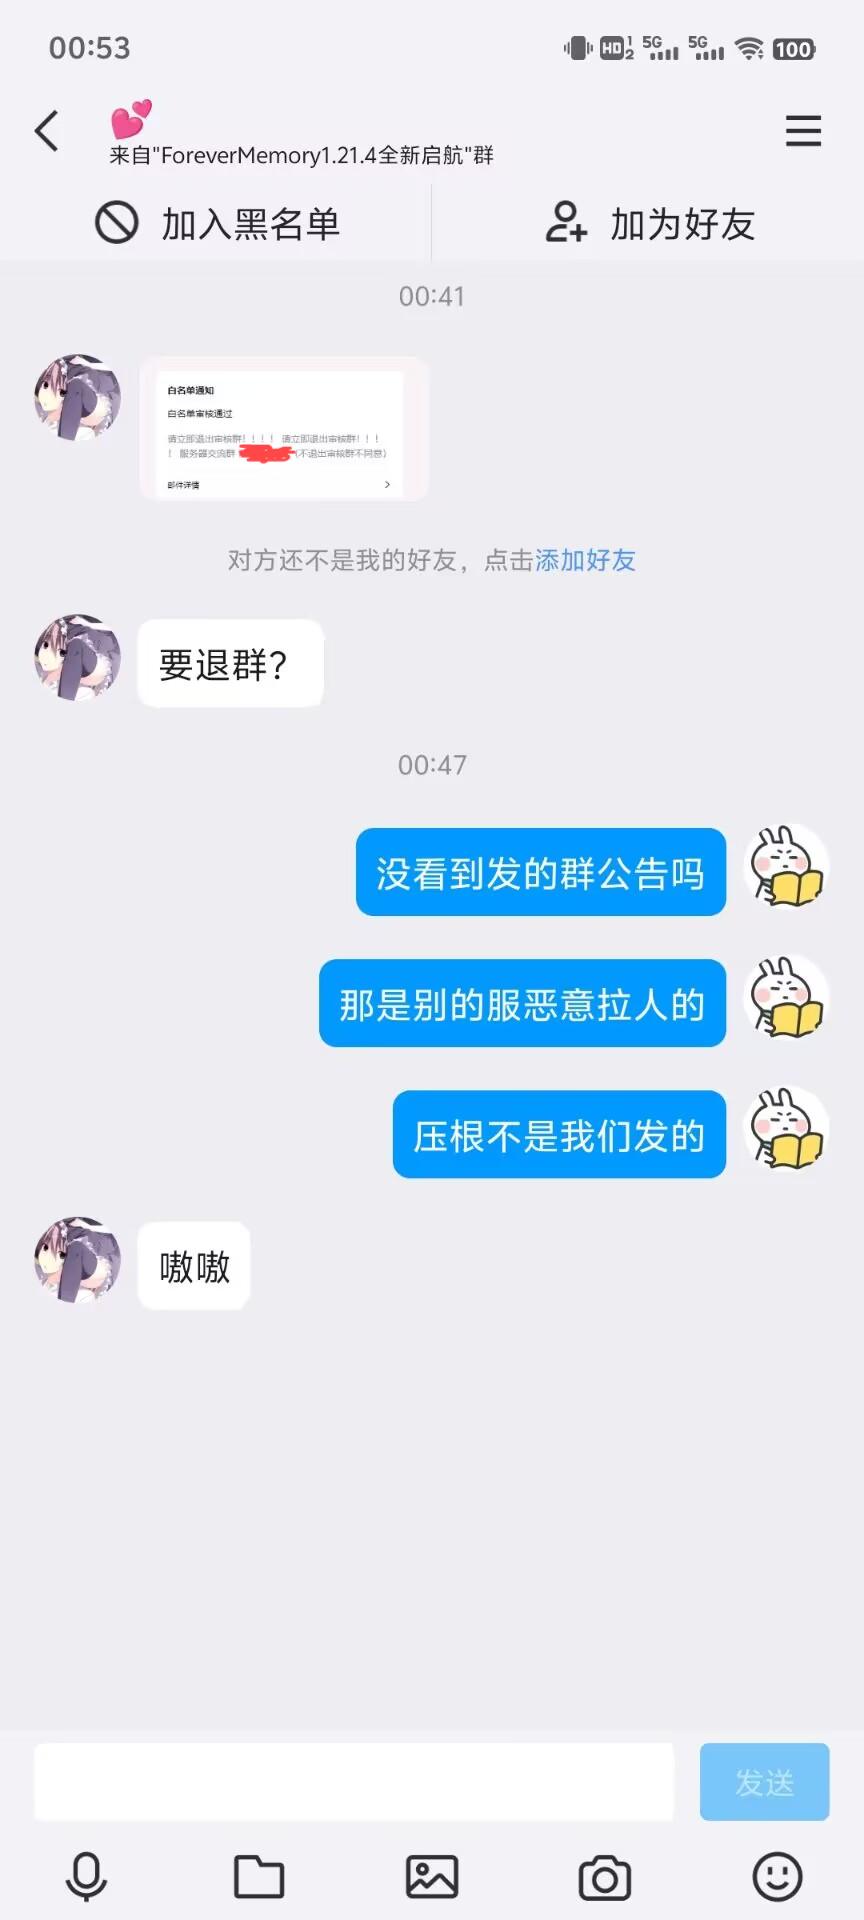 00:53
HD 1 2 5G 5G 100
💕
来自"ForeverMemory1.21.4全新启航"群
加入黑名单 加为好友
00:41
白名单通知
白名单审核通过
请立即退出审核群！！！！ 请立即退出审核群！！！
！ 服务器交流群 (不退出审核群不同意)
邮件详情
对方还不是我的好友，点击添加好友
要退群？
00:47
没看到发的群公告吗
那是别的服恶意拉人的
压根不是我们发的
嗷嗷
发送